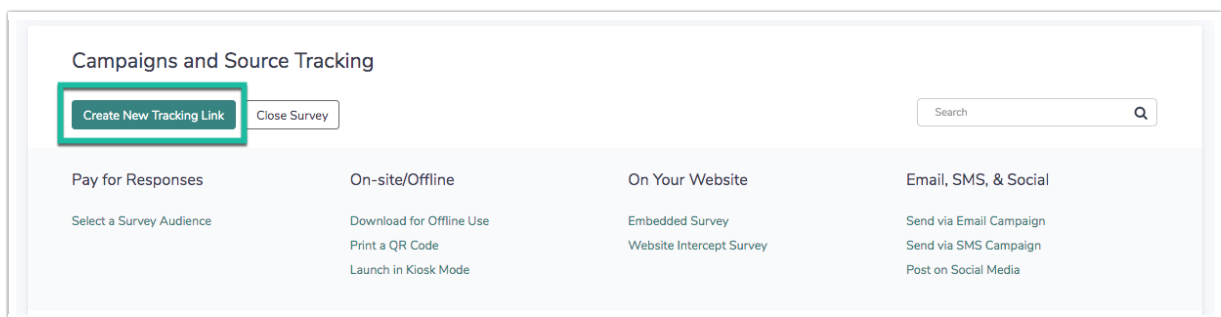 Campaigns and Source Tracking
Create New Tracking Link
Close Survey
Search
Pay for Responses
Select a Survey Audience
On-site/Offline
Download for Offline Use
Print a QR Code
Launch in Kiosk Mode
On Your Website
Embedded Survey
Website Intercept Survey
Email, SMS, & Social
Send via Email Campaign
Send via SMS Campaign
Post on Social Media